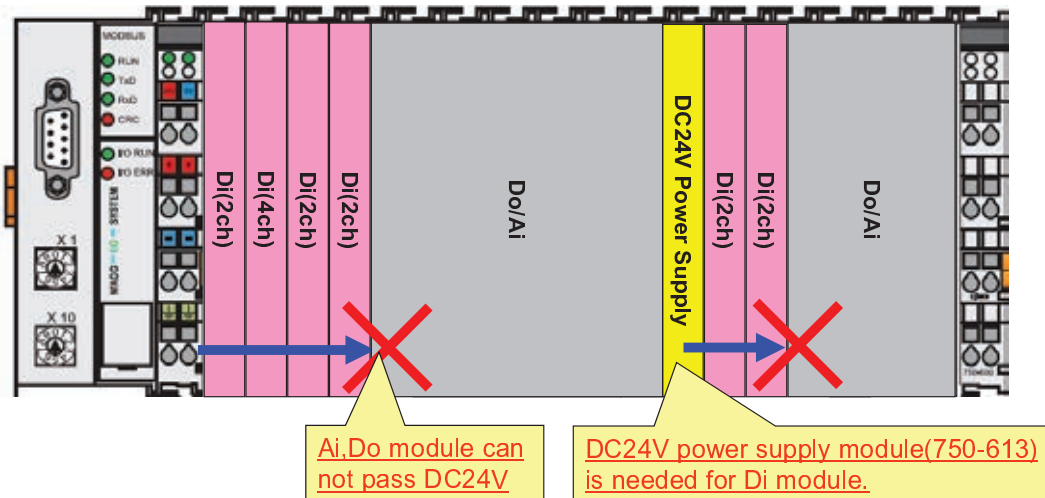 MODBUS
RUN
TxD
RxD
CRC
I/O RUN
I/O ERR
WAGO I/O SYSTEM
X 1
X 10
Di(2ch)
Di(4ch)
Di(2ch)
Di(2ch)
Do/Ai
DC24V Power Supply
Di(2ch)
Di(2ch)
Do/Ai
Ai,Do module can
not pass DC24V
DC24V power supply module(750-613)
is needed for Di module.